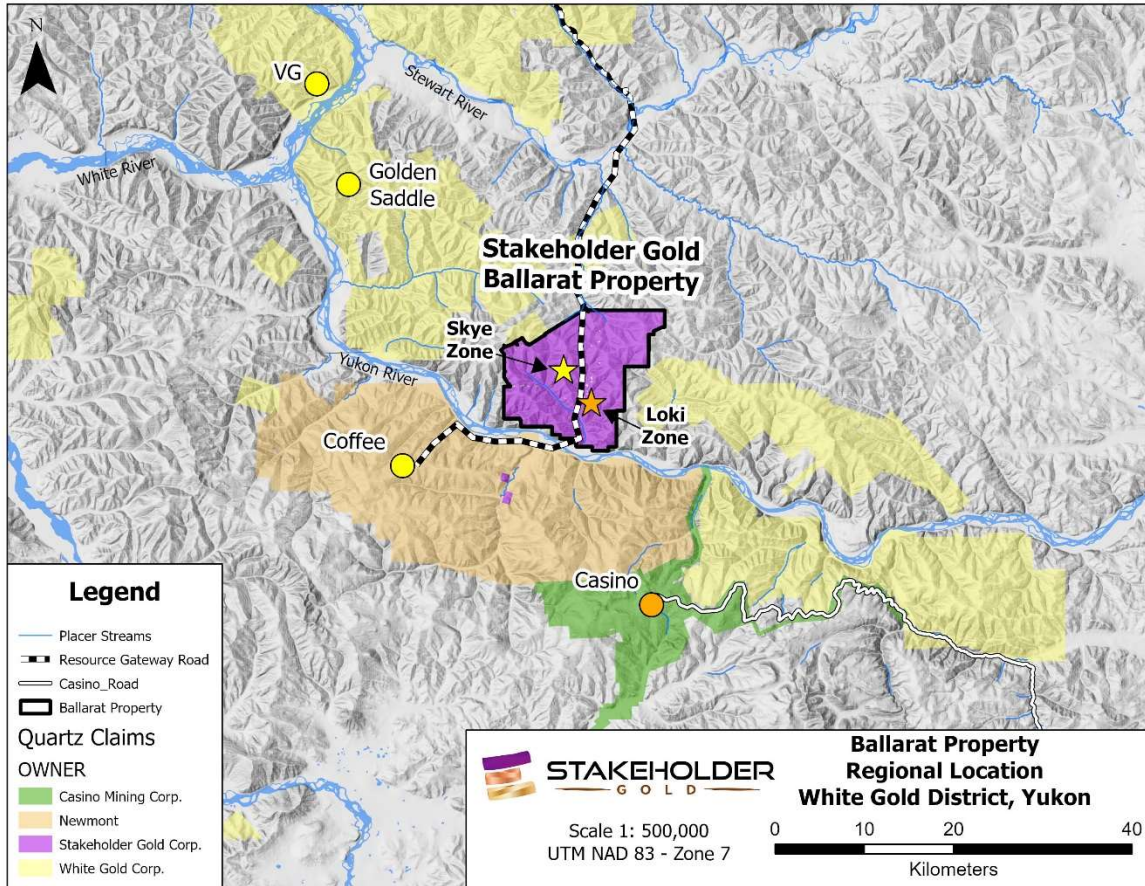 N
VG
Stewart River
White River
Golden
Saddle
Stakeholder Gold
Ballarat Property
Skye
Zone
Yukon River
Loki
Zone
Coffee
Casino
Legend
Placer Streams
Resource Gateway Road
Casino_Road
Ballarat Property
Quartz Claims
OWNER
Casino Mining Corp.
Newmont
Stakeholder Gold Corp.
White Gold Corp.
STAKEHOLDER
GOLD
Scale 1: 500,000
UTM NAD 83 - Zone 7
Ballarat Property
Regional Location
White Gold District, Yukon
0 10 20 40
Kilometers